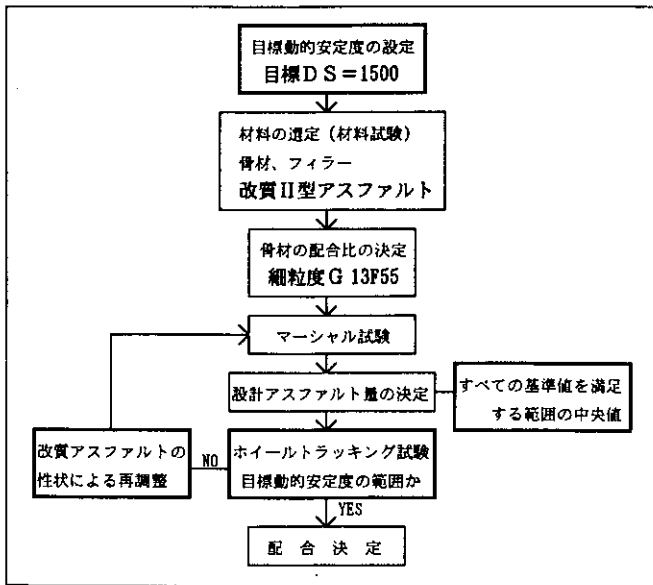 目標動的安定度の設定
目標DS=1500
材料の選定(材料試験)
骨材、フィラー
改質II型アスファルト
骨材の配合比の決定
細粒度G 13F55
マーシャル試験
設計アスファルト量の決定
すべての基準値を満足
する範囲の中央値
改質アスファルトの
性状による再調整
NO
ホイールトラッキング試験
目標動的安定度の範囲か
YES
配合決定